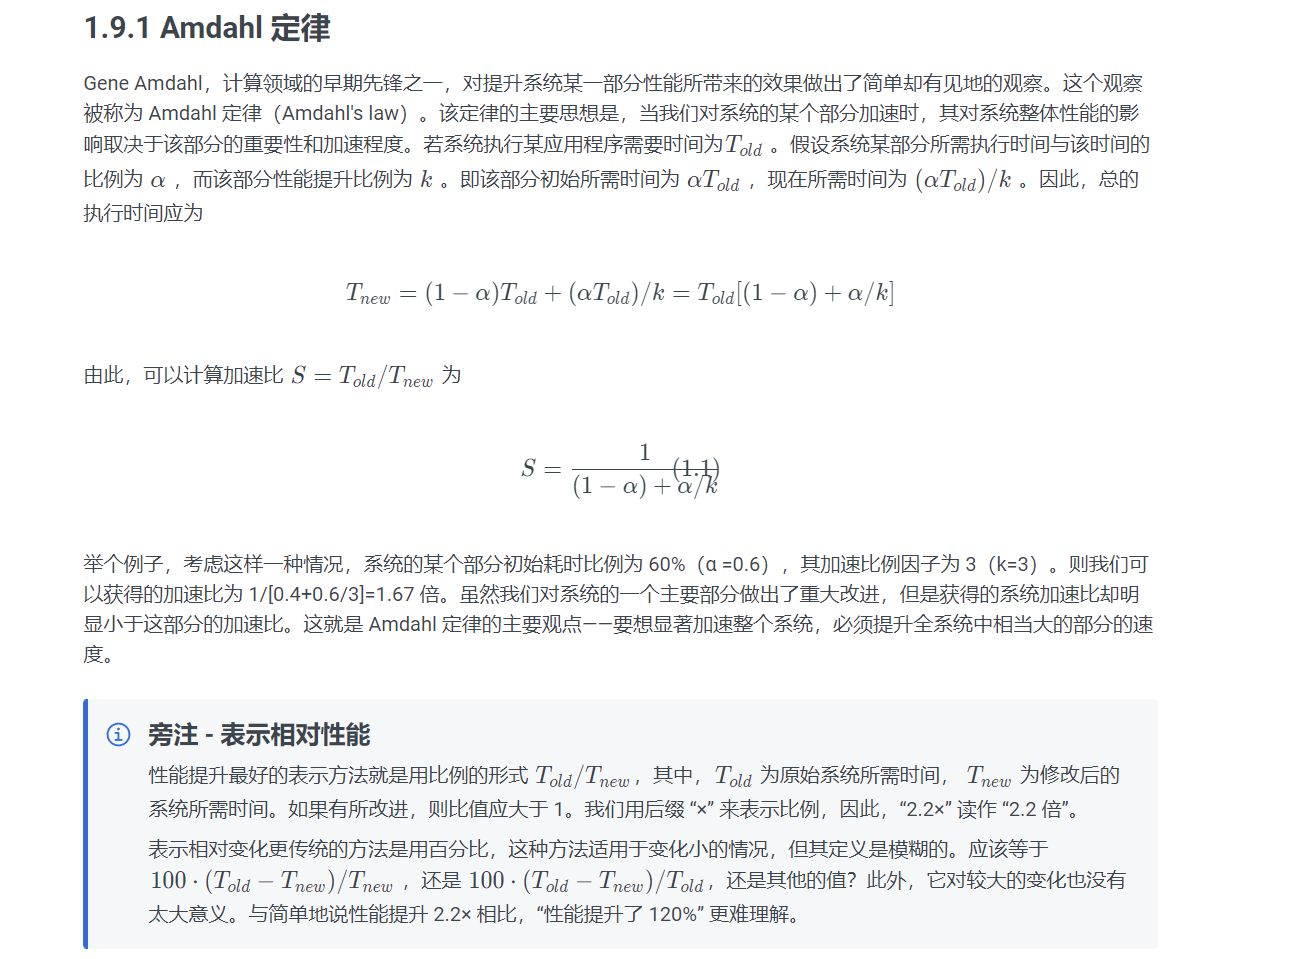 1.9.1 Amdahl 定律
Gene Amdahl，计算领域的早期先锋之一，对提升系统某一部分性能所带来的效果做出了简单却有见地的观察。这个观察
被称为 Amdahl 定律（Amdahl's law）。该定律的主要思想是，当我们对系统的某个部分加速时，其对系统整体性能的影
响取决于该部分的重要性和加速程度。若系统执行某应用程序需要时间为 T_{old} 。假设系统某部分所需执行时间与该时间的
比例为 α ，而该部分性能提升比例为 k 。即该部分初始所需时间为 αT_{old} ，现在所需时间为 (αT_{old})/k 。因此，总的
执行时间应为
T_{new} = (1 − α)T_{old} + (αT_{old})/k = T_{old}[(1 − α) + α/k]
由此，可以计算加速比 S = T_{old}/T_{new} 为
S = \frac{1}{(1 − α) + α/k} (1.1)
举个例子，考虑这样一种情况，系统的某个部分初始耗时比例为 60%（α =0.6），其加速比例因子为 3（k=3）。则我们可
以获得的加速比为 1/[0.4+0.6/3]=1.67 倍。虽然我们对系统的一个主要部分做出了重大改进，但是获得的系统加速比却明
显小于这部分的加速比。这就是 Amdahl 定律的主要观点——要想显著加速整个系统，必须提升全系统中相当大的部分的速
度。
旁注 - 表示相对性能
性能提升最好的表示方法就是用比例的形式 T_{old}/T_{new}，其中， T_{old} 为原始系统所需时间， T_{new} 为修改后的
系统所需时间。如果有所改进，则比值应大于 1。我们用后缀 “×” 来表示比例，因此，“2.2×” 读作 “2.2 倍”。
表示相对变化更传统的方法是用百分比，这种方法适用于变化小的情况，但其定义是模糊的。应该等于
100 · (T_{old} − T_{new})/T_{new} ，还是 100 · (T_{old} − T_{new})/T_{old}，还是其他的值？此外，它对较大的变化也没有
太大意义。与简单地说性能提升 2.2× 相比，“性能提升了 120%” 更难理解。